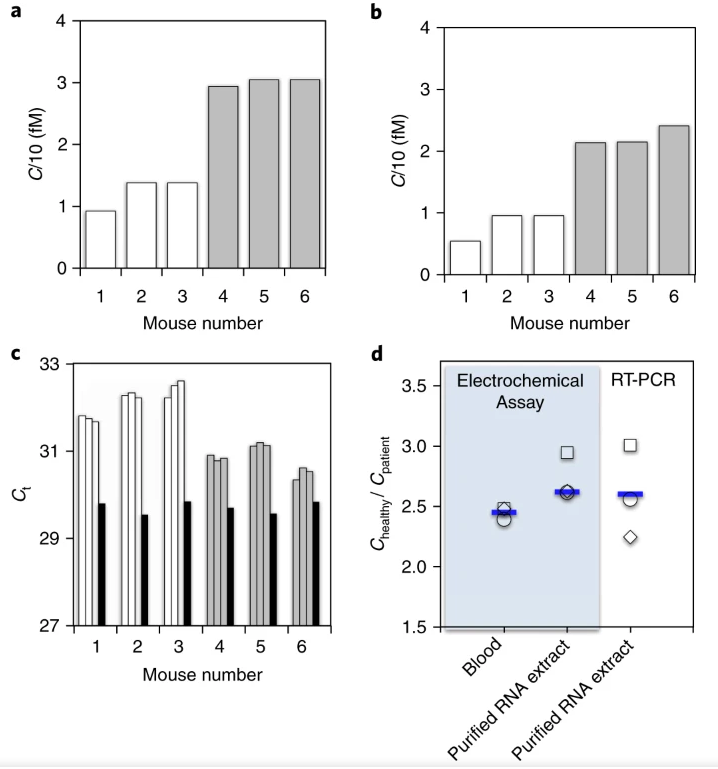 a
4
3
2
1
0
C/10 (fM)
1 2 3 4 5 6
Mouse number
b
4
3
2
1
0
C/10 (fM)
1 2 3 4 5 6
Mouse number
c
33
31
29
27
Ct
1 2 3 4 5 6
Mouse number
d
Electrochemical
Assay
RT-PCR
3.5
3.0
2.5
2.0
1.5
Chealthy/ Cpatient
Blood
Purified RNA extract
Purified RNA extract